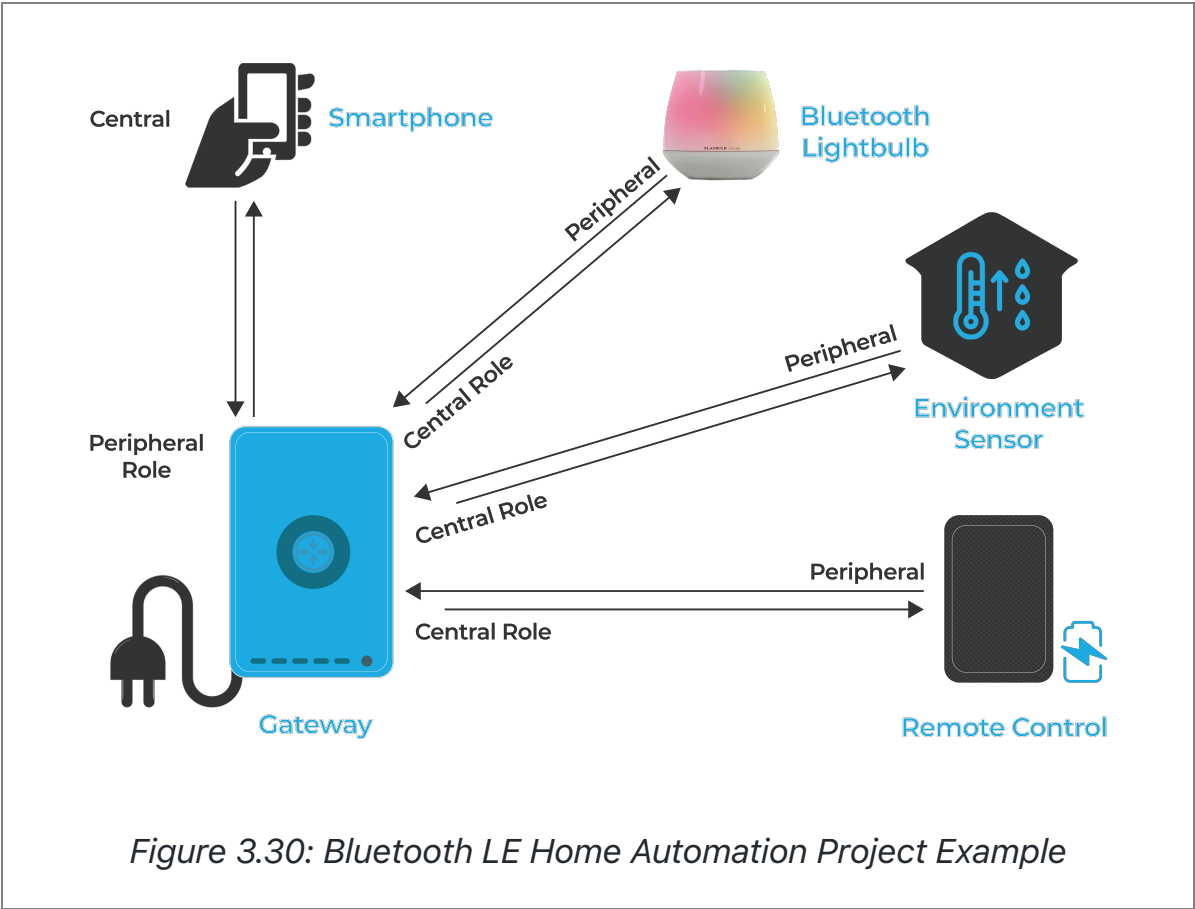 Central
Smartphone
Bluetooth
Lightbulb
Peripheral
Central Role
Peripheral
Central Role
Environment
Sensor
Peripheral
Role
Peripheral
Central Role
Gateway
Remote Control
Figure 3.30: Bluetooth LE Home Automation Project Example